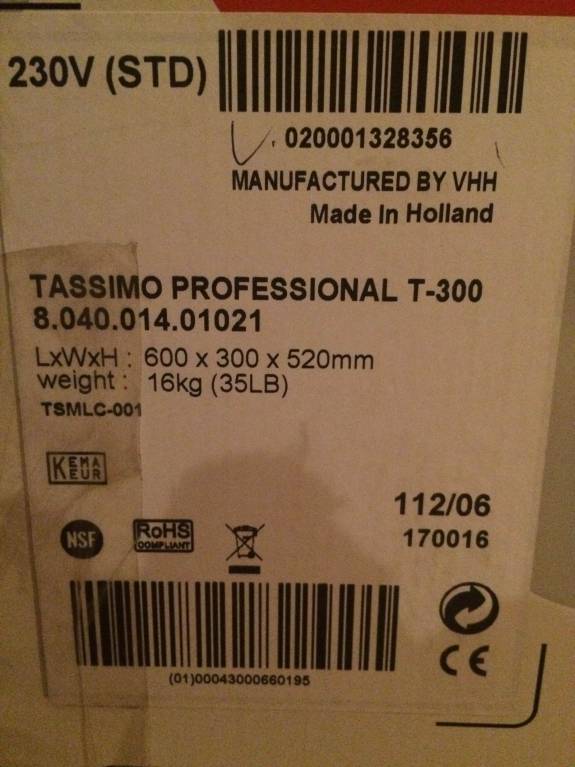 230V (STD)
020001328356
MANUFACTURED BY VHH
Made In Holland
TASSIMO PROFESSIONAL T-300
8.040.014.01021
LxWxH : 600 x 300 x 520mm
weight : 16kg (35LB)
TSMLC-001
KEMA
EUR
112/06
170016
NSF
RoHS
COMPLIANT
(01)00043000660195
CE